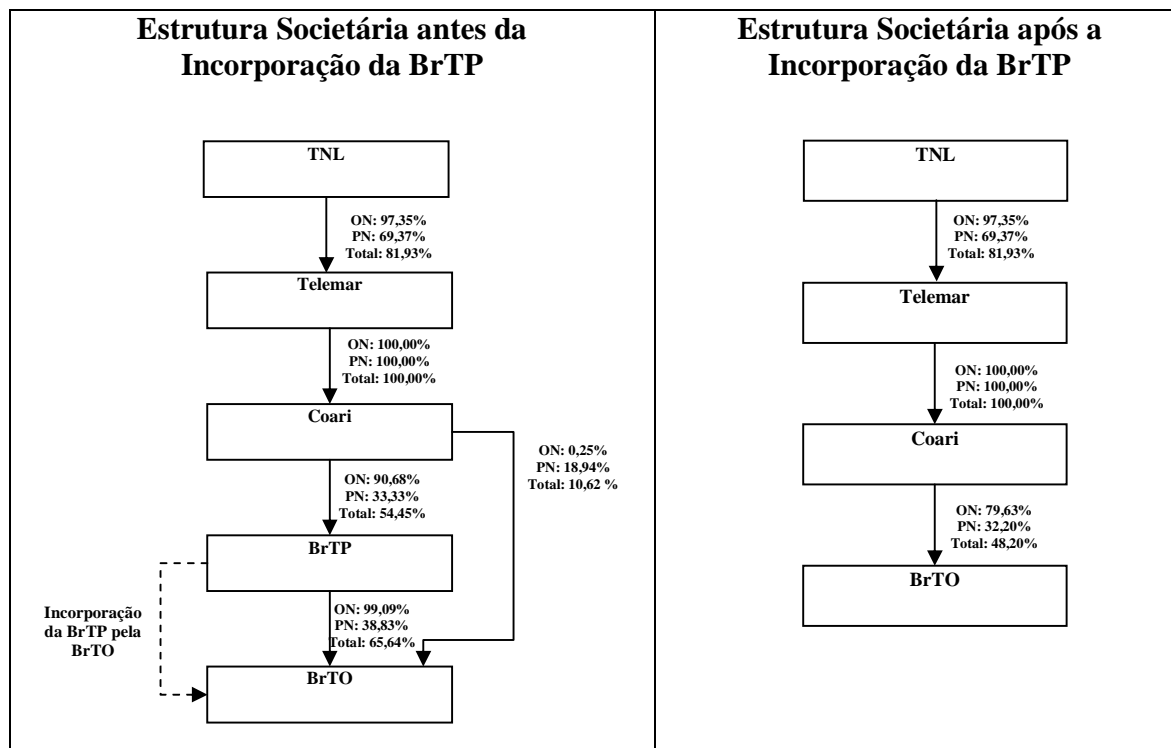 Estrutura Societária antes da
Incorporação da BrTP
TNL
ON: 97,35%
PN: 69,37%
Total: 81,93%
Telemar
ON: 100,00%
PN: 100,00%
Total: 100,00%
Coari
ON: 0,25%
PN: 18,94%
Total: 10,62 %
ON: 90,68%
PN: 33,33%
Total: 54,45%
BrTP
Incorporação
da BrTP pela
BrTO
ON: 99,09%
PN: 38,83%
Total: 65,64%
BrTO
Estrutura Societária após a
Incorporação da BrTP
TNL
ON: 97,35%
PN: 69,37%
Total: 81,93%
Telemar
ON: 100,00%
PN: 100,00%
Total: 100,00%
Coari
ON: 79,63%
PN: 32,20%
Total: 48,20%
BrTO